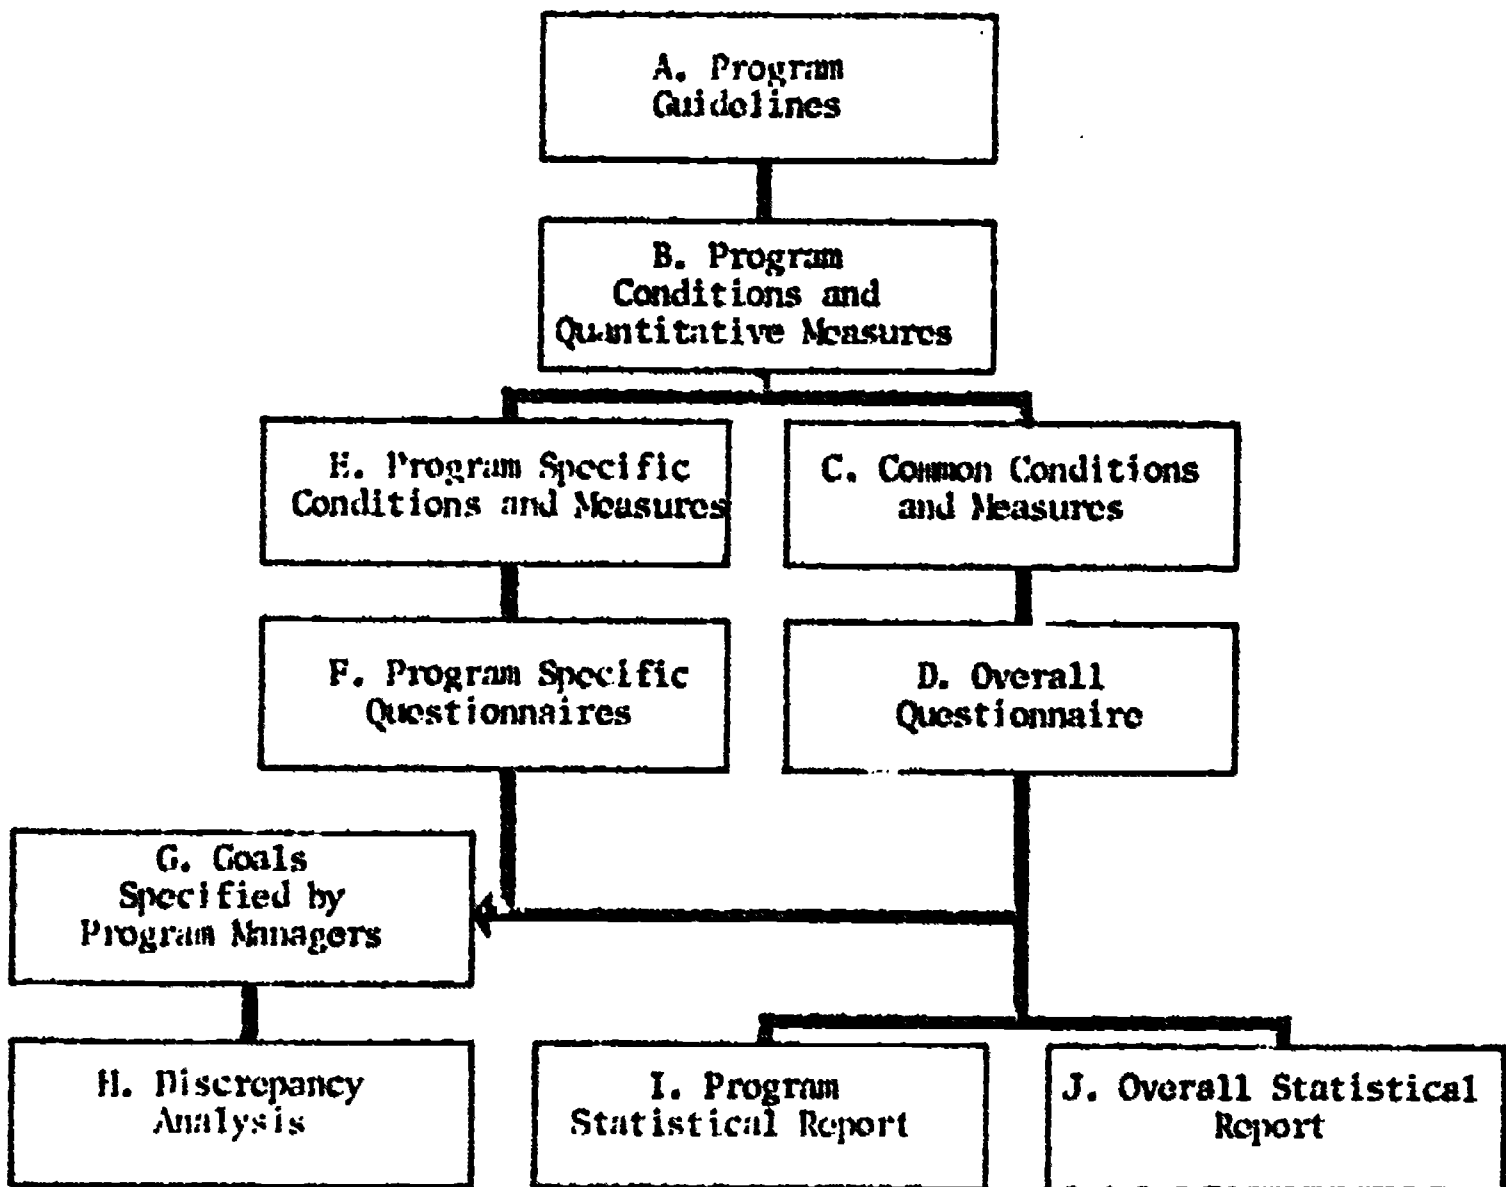 A. Program
Guidelines
B. Program
Conditions and
Quantitative Measures
E. Program Specific
Conditions and Measures
C. Common Conditions
and Measures
F. Program Specific
Questionnaires
D. Overall
Questionnaire
G. Goals
Specified by
Program Managers
H. Discrepancy
Analysis
I. Program
Statistical Report
J. Overall Statistical
Report